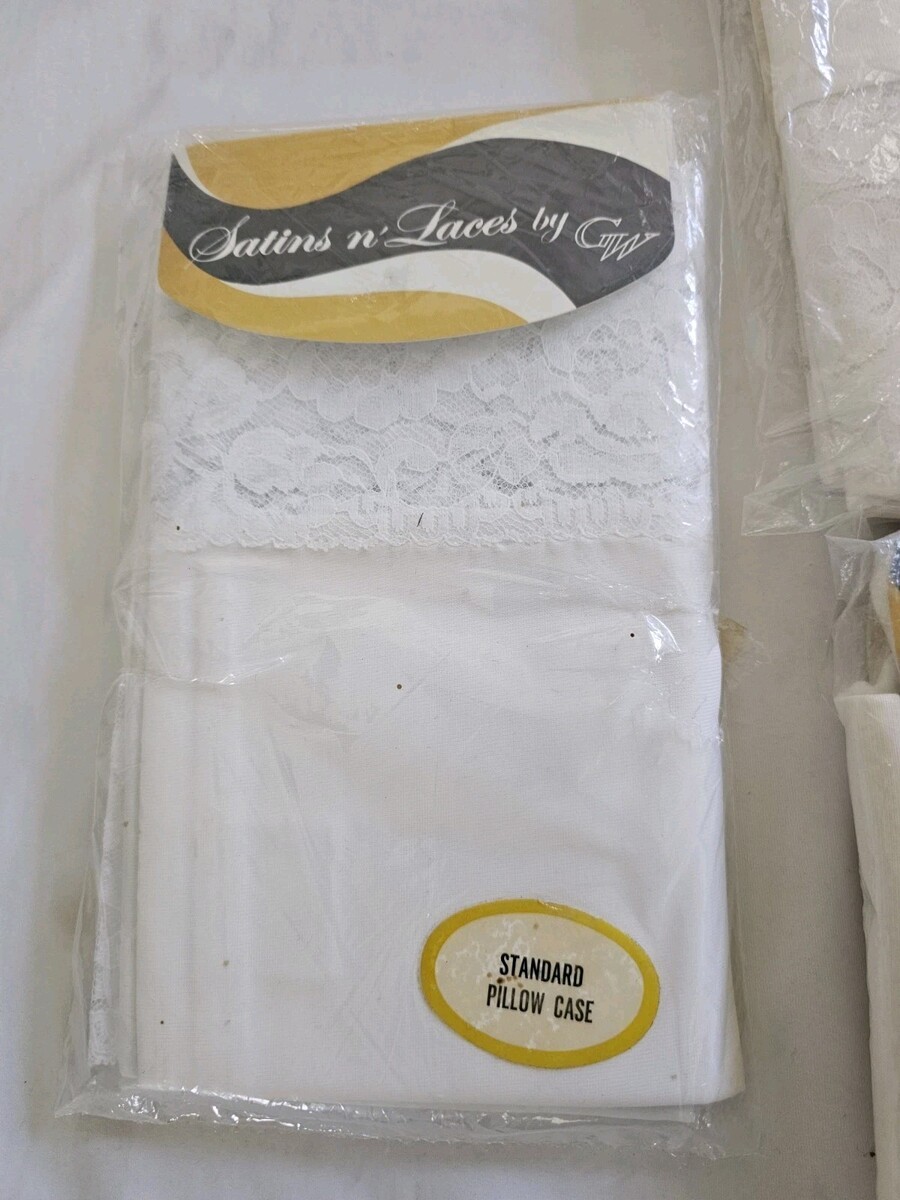 Satins n' Laces by GW
STANDARD
PILLOW CASE